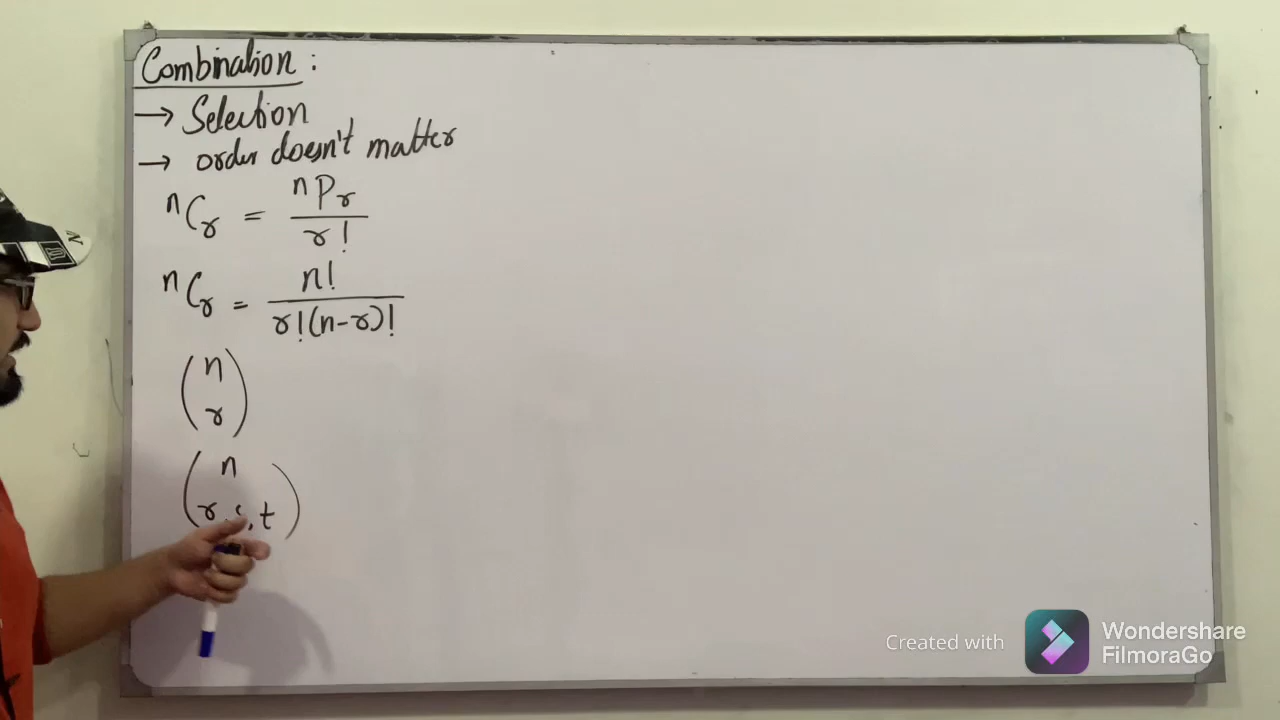 Combination :
→ Selection
→ order doesn't matter
nCr = nPr / r!
nCr = n! / r!(n-r)!
(n r)
(n r, s, t)
Created with Wondershare FilmoraGo